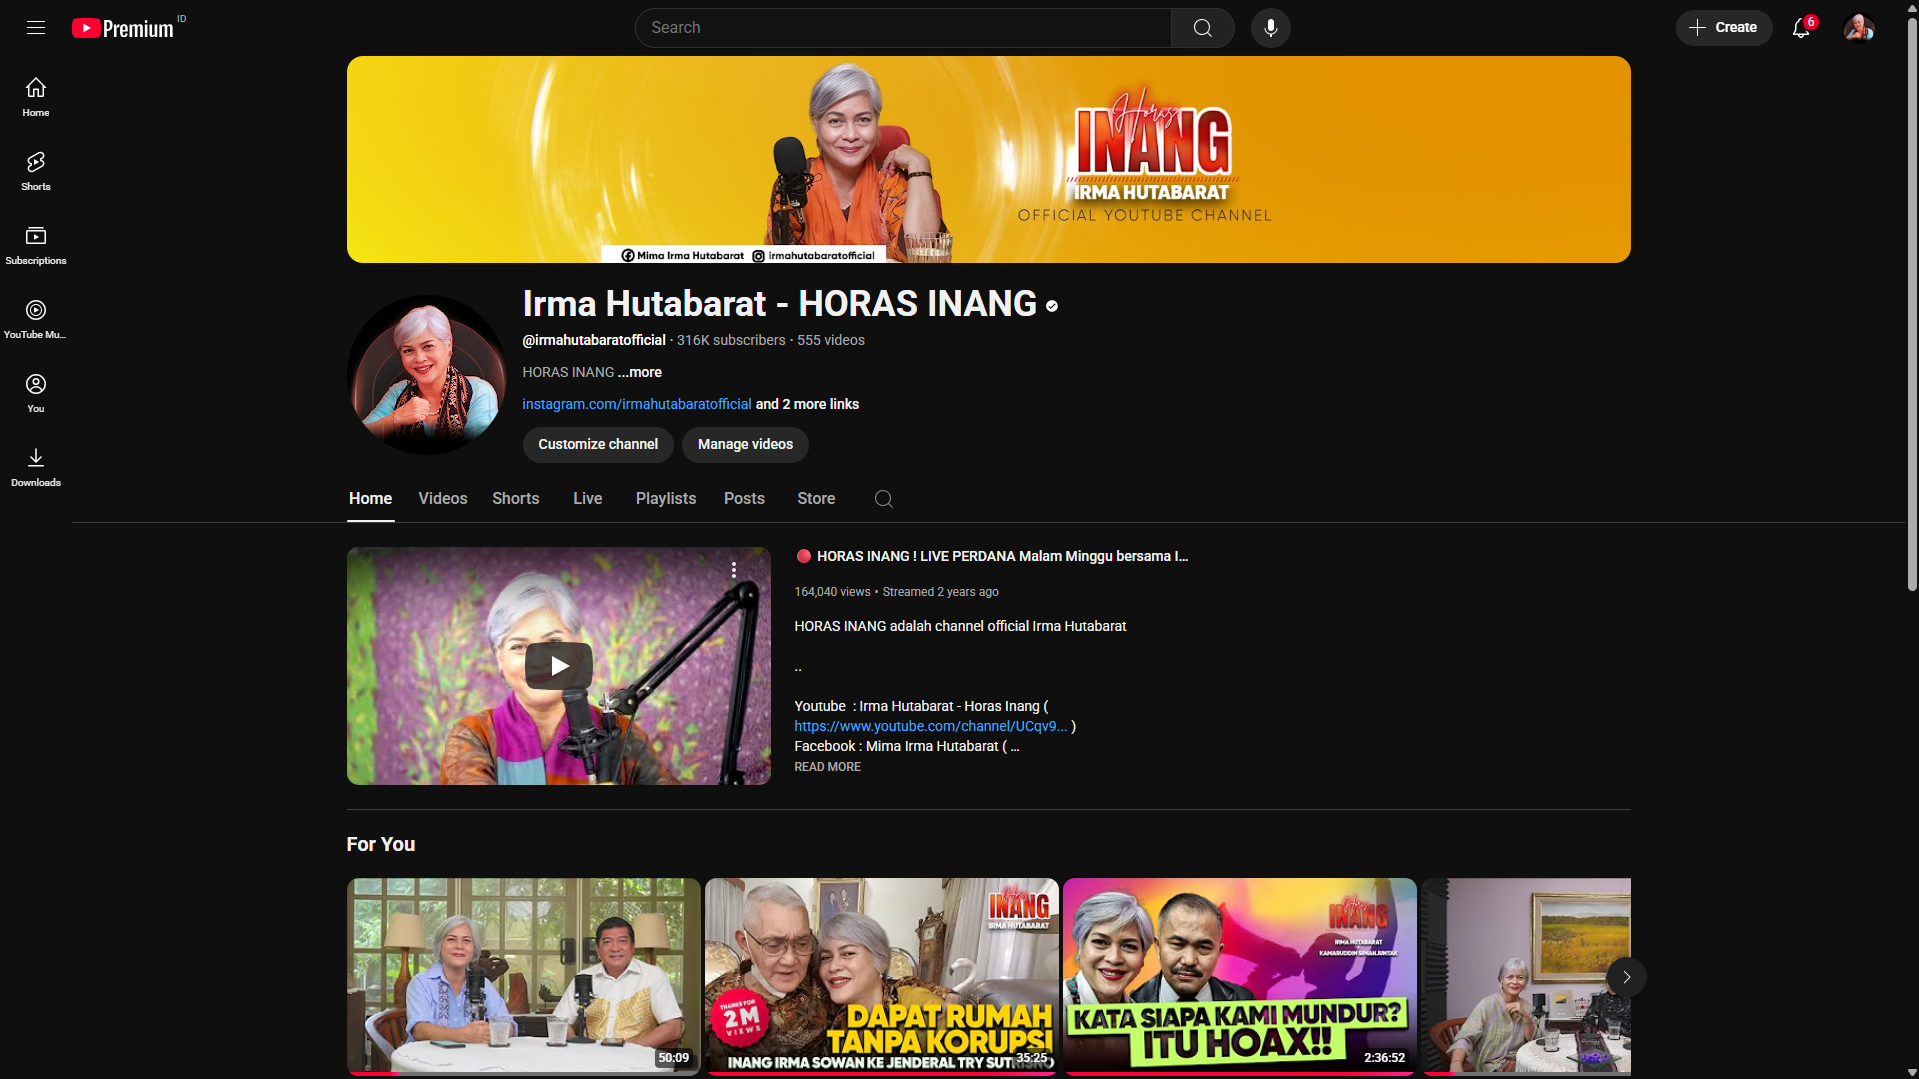 Premium ID
Search
Create
6
Home
Shorts
Subscriptions
YouTube Mu...
You
Downloads
Horas
INANG
IRMA HUTABARAT
OFFICIAL YOUTUBE CHANNEL
Mima Irma Hutabarat irmahutabaratofficial
Irma Hutabarat - HORAS INANG
@irmahutabaratofficial · 316K subscribers · 555 videos
HORAS INANG ...more
instagram.com/irmahutabaratofficial and 2 more links
Customize channel Manage videos
Home Videos Shorts Live Playlists Posts Store
HORAS INANG ! LIVE PERDANA Malam Minggu bersama I...
164,040 views • Streamed 2 years ago
HORAS INANG adalah channel official Irma Hutabarat
..
Youtube : Irma Hutabarat - Horas Inang (
https://www.youtube.com/channel/UCqv9... )
Facebook : Mima Irma Hutabarat ( ...
READ MORE
For You
50:09
Horas
INANG
IRMA HUTABARAT
THANKS FOR
2M
VIEWS
DAPAT RUMAH
TANPA KORUPSI
INANG IRMA SOWAN KE JENDERAL TRY SUTRISNO
35:25
Horas
INANG
IRMA HUTABARAT
KAMARUDDIN SIMANJUNTAK
KATA SIAPA KAMI MUNDUR?
ITU HOAX!!
2:36:52